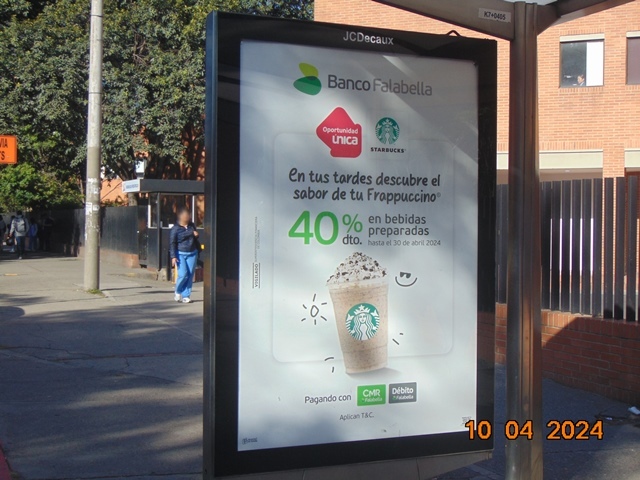 K7+040S
JCDecaux
Banco Falabella
Oportunidad
única
STARBUCKS
En tus tardes descubre el
sabor de tu Frappuccino®
40%
dto.
en bebidas
preparadas
hasta el 30 de abril 2024
Pagando con
CMR
Falabella
Débito
Falabella
Aplican T&C.
10 04 2024